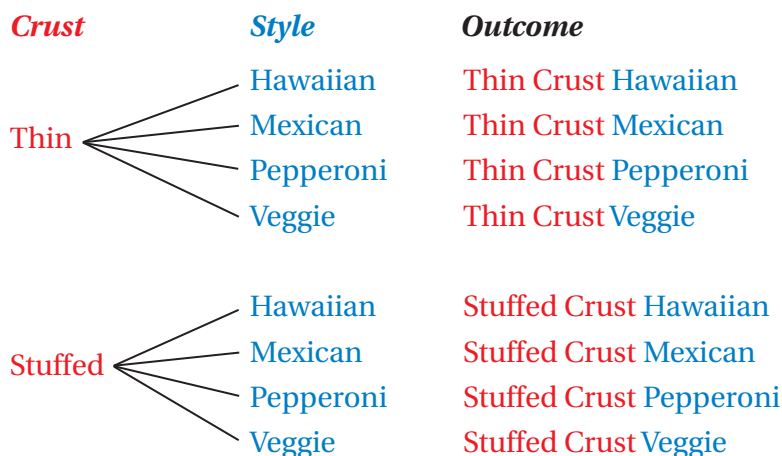 Crust Style Outcome
Hawaiian Thin Crust Hawaiian
Thin Mexican Thin Crust Mexican
Pepperoni Thin Crust Pepperoni
Veggie Thin Crust Veggie
Hawaiian Stuffed Crust Hawaiian
Stuffed Mexican Stuffed Crust Mexican
Pepperoni Stuffed Crust Pepperoni
Veggie Stuffed Crust Veggie